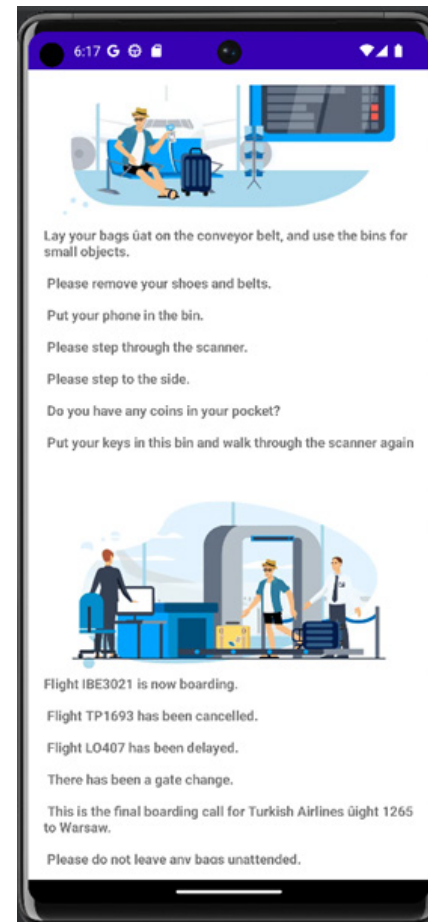 6:17 G
Lay your bags ûat on the conveyor belt, and use the bins for
small objects.
Please remove your shoes and belts.
Put your phone in the bin.
Please step through the scanner.
Please step to the side.
Do you have any coins in your pocket?
Put your keys in this bin and walk through the scanner again
Flight IBE3021 is now boarding.
Flight TP1693 has been cancelled.
Flight LO407 has been delayed.
There has been a gate change.
This is the final boarding call for Turkish Airlines ûight 1265
to Warsaw.
Please do not leave any bags unattended.